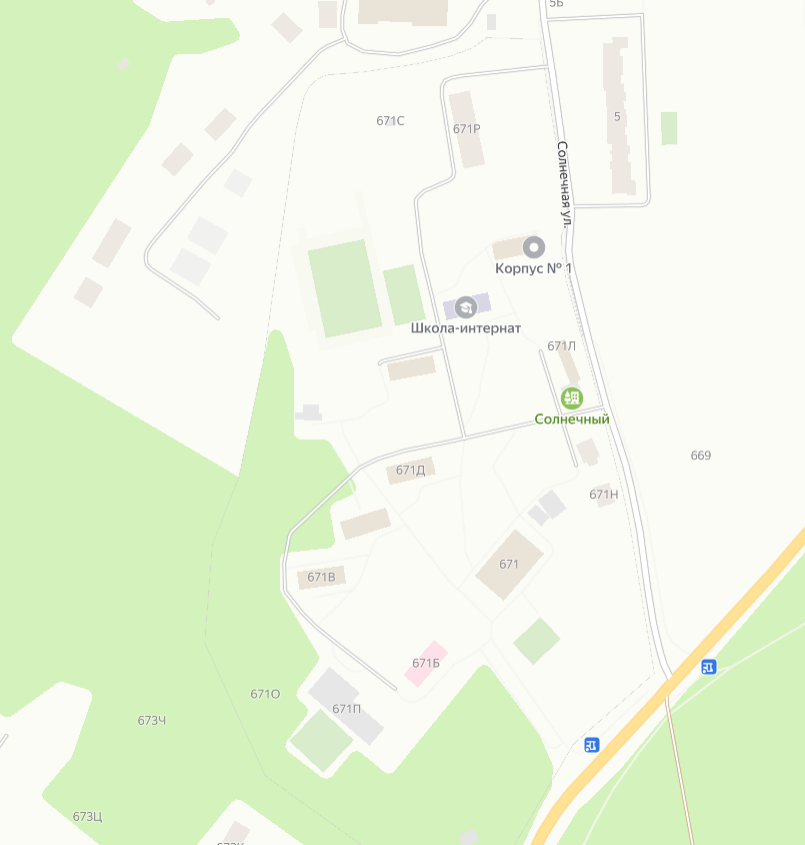 5Б
671С
671Р
5
Солнечная ул.
Корпус № 1
Школа-интернат
671Л
Солнечный
669
671Д
671Н
671
671В
671Б
671О
671П
673Ч
673Ц